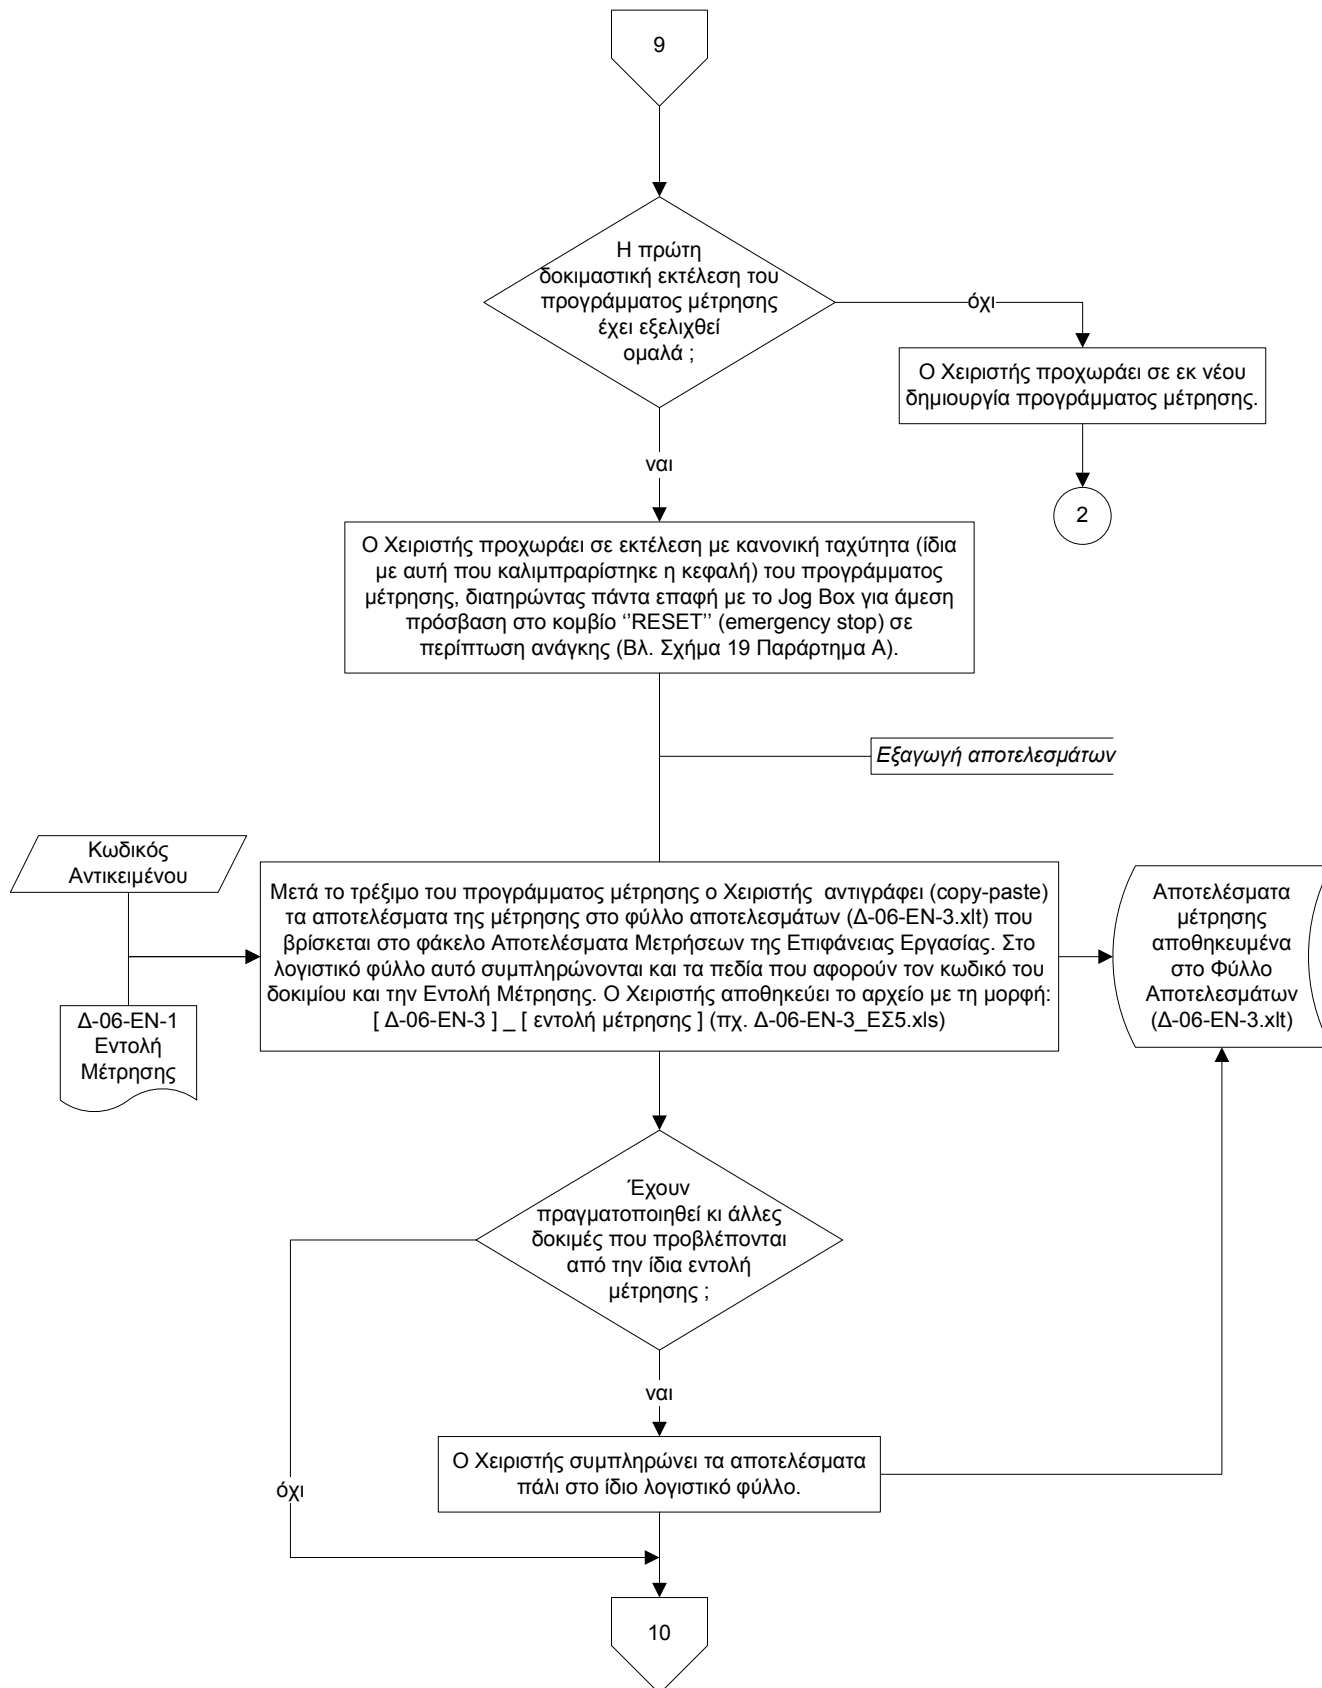 9
Η πρώτη
δοκιμαστική εκτέλεση του
προγράμματος μέτρησης
έχει εξελιχθεί
ομαλά ;
όχι
Ο Χειριστής προχωράει σε εκ νέου
δημιουργία προγράμματος μέτρησης.
2
ναι
Ο Χειριστής προχωράει σε εκτέλεση με κανονική ταχύτητα (ίδια
με αυτή που καλιμπραρίστηκε η κεφαλή) του προγράμματος
μέτρησης, διατηρώντας πάντα επαφή με το Jog Box για άμεση
πρόσβαση στο κομβίο ‘’RESET’’ (emergency stop) σε
περίπτωση ανάγκης (Βλ. Σχήμα 19 Παράρτημα Α).
Εξαγωγή αποτελεσμάτων
Κωδικός
Αντικειμένου
Δ-06-ΕΝ-1
Εντολή
Μέτρησης
Μετά το τρέξιμο του προγράμματος μέτρησης ο Χειριστής  αντιγράφει (copy-paste)
τα αποτελέσματα της μέτρησης στο φύλλο αποτελεσμάτων (Δ-06-ΕΝ-3.xlt) που
βρίσκεται στο φάκελο Αποτελέσματα Μετρήσεων της Επιφάνειας Εργασίας. Στο
λογιστικό φύλλο αυτό συμπληρώνονται και τα πεδία που αφορούν τον κωδικό του
δοκιμίου και την Εντολή Μέτρησης. Ο Χειριστής αποθηκεύει το αρχείο με τη μορφή:
[ Δ-06-ΕΝ-3 ] _ [ εντολή μέτρησης ] (πχ. Δ-06-ΕΝ-3_ΕΣ5.xls)
Αποτελέσματα
μέτρησης
αποθηκευμένα
στο Φύλλο
Αποτελεσμάτων
(Δ-06-ΕΝ-3.xlt)
Έχουν
πραγματοποιηθεί κι άλλες
δοκιμές που προβλέπονται
από την ίδια εντολή
μέτρησης ;
ναι
Ο Χειριστής συμπληρώνει τα αποτελέσματα
πάλι στο ίδιο λογιστικό φύλλο.
όχι
10